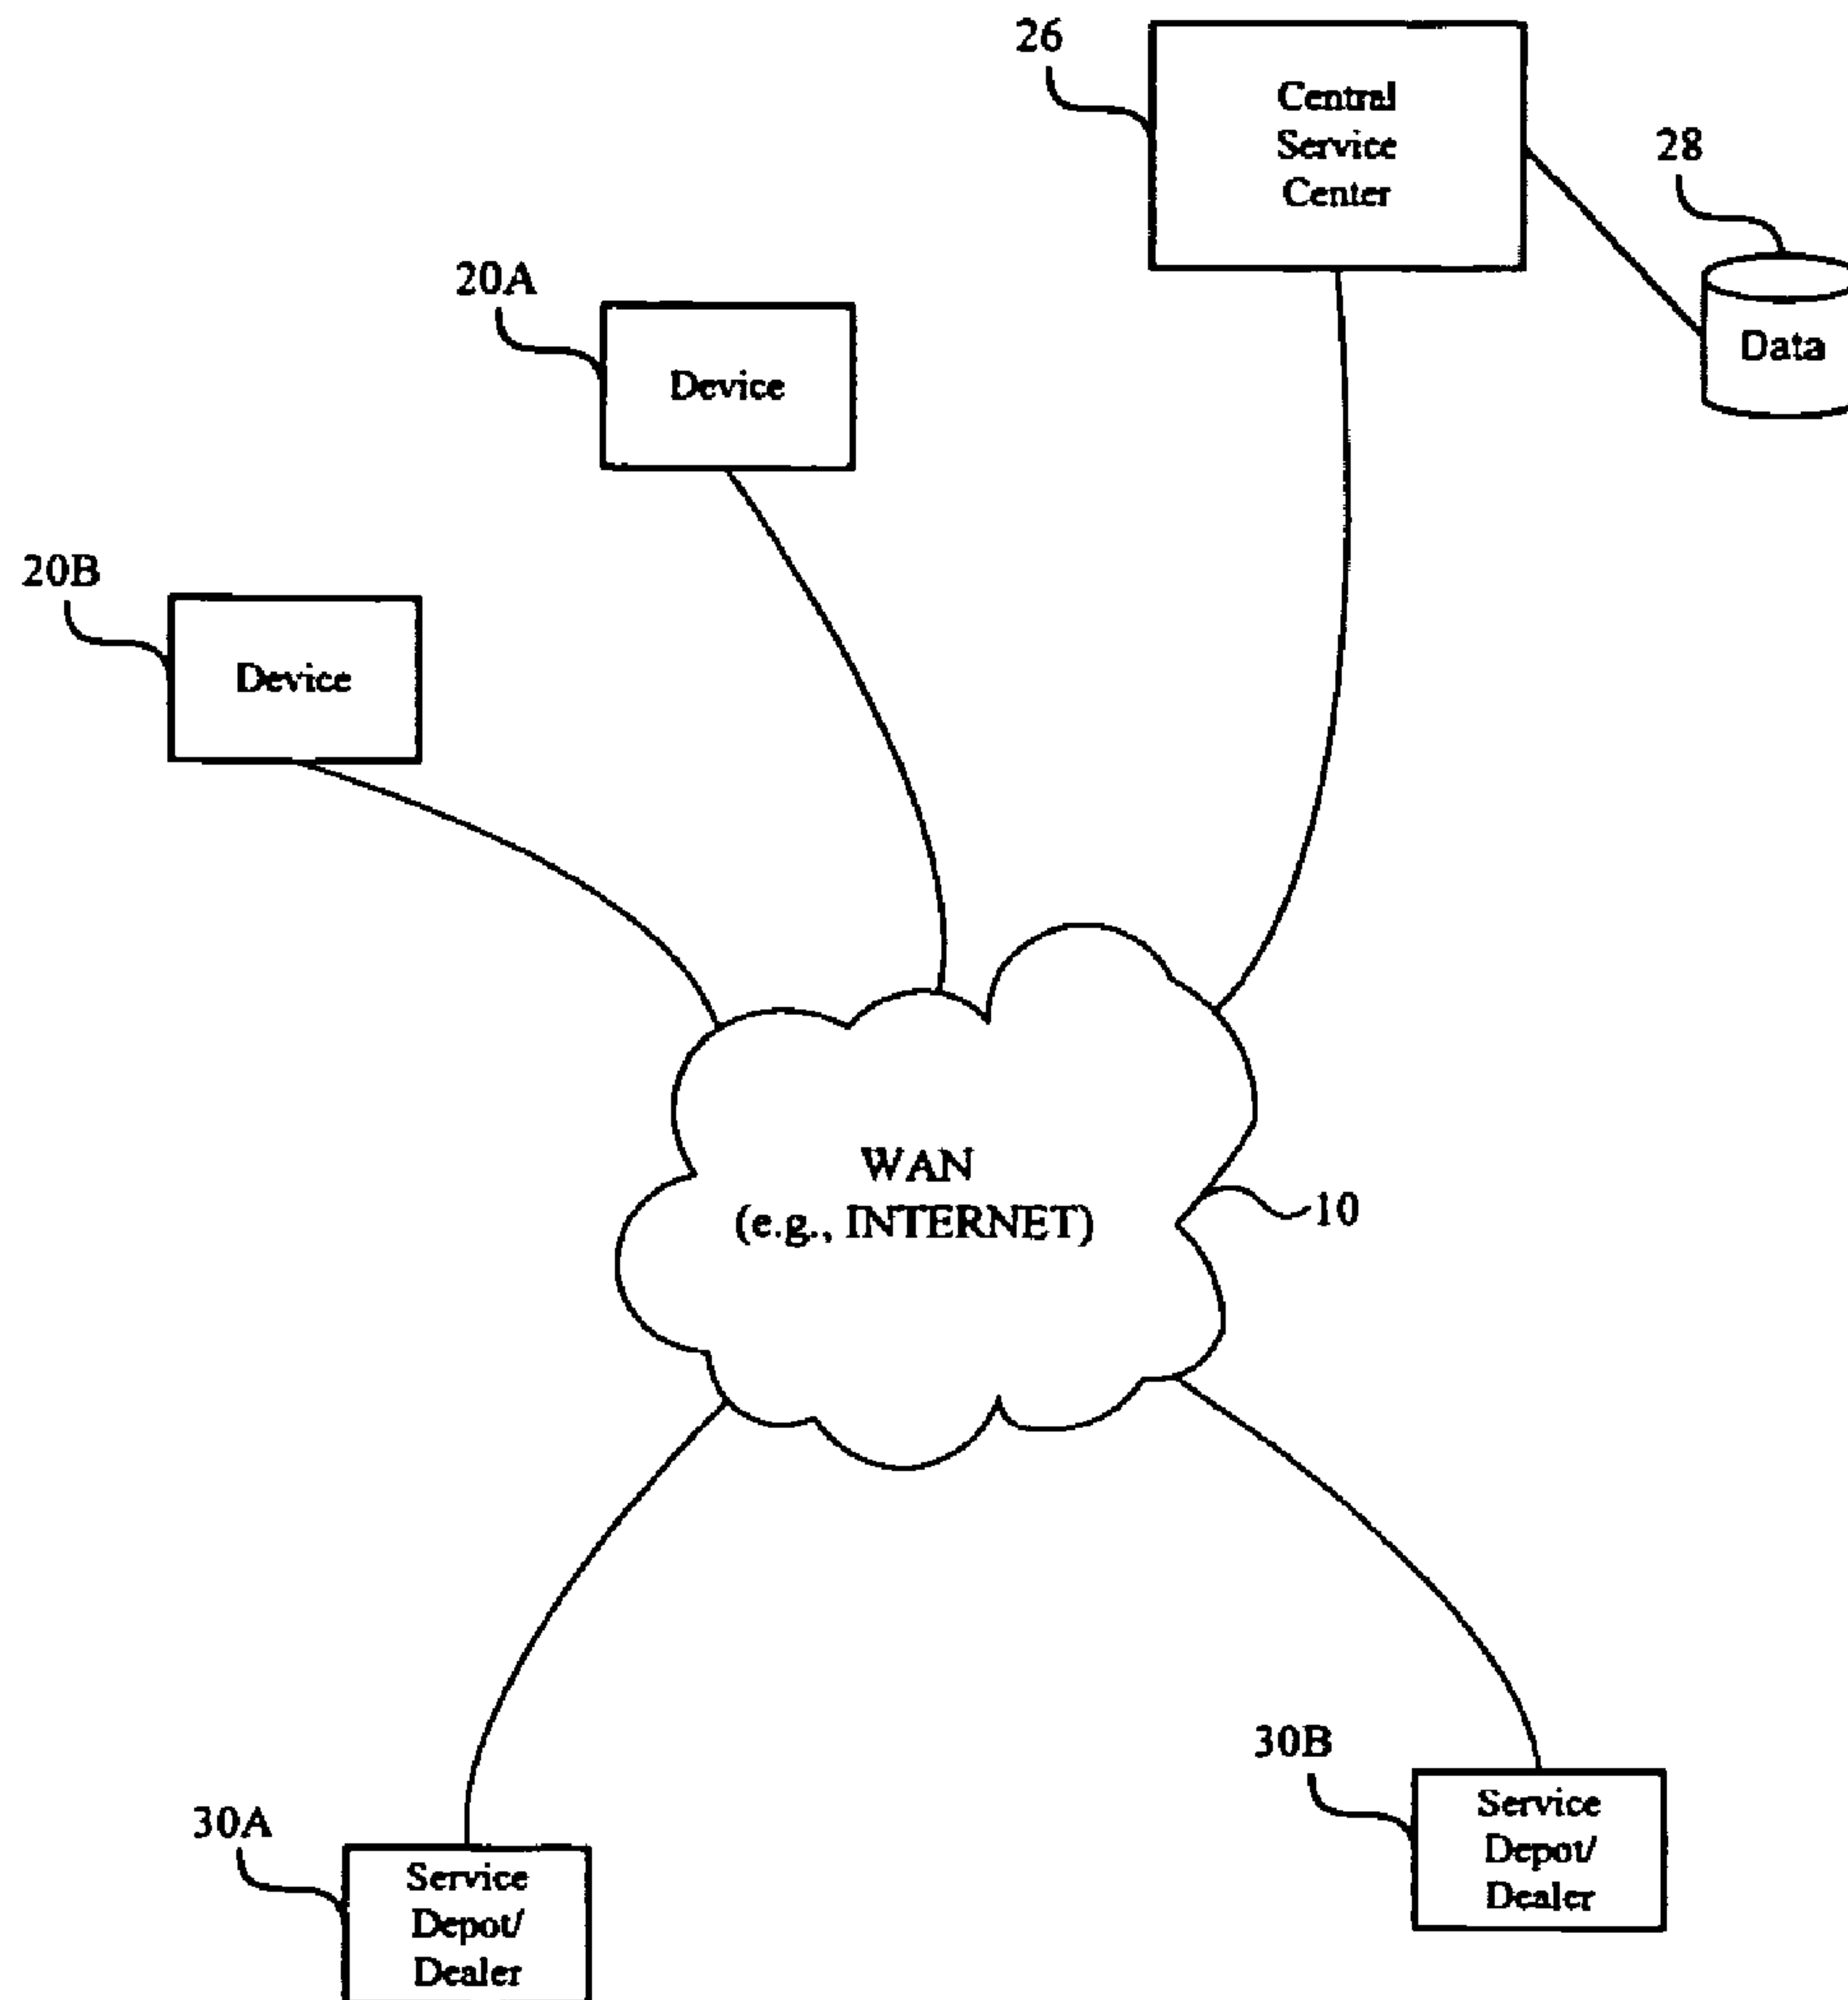 26
Central
Service
Center
28
Data
20A
Device
20B
Device
WAN
(e.g., INTERNET)
10
30B
Service
Depot/
Dealer
30A
Service
Depot/
Dealer